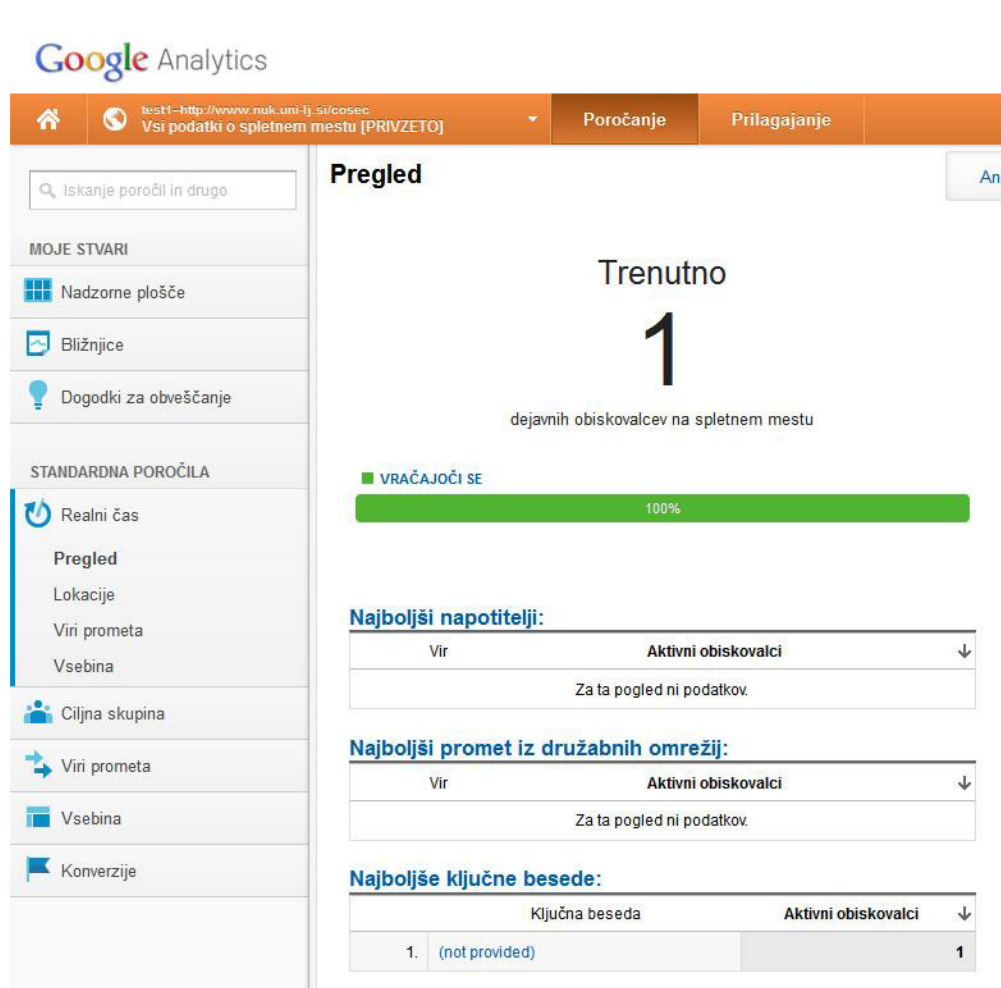 Google Analytics
test1–http://www.nuk.uni-lj.si/cosec
Vsi podatki o spletnem mestu [PRIVZETO]
Poročanje
Prilagajanje
Iskanje poročil in drugo
MOJE STVARI
Nadzorne plošče
Bližnjice
Dogodki za obveščanje
STANDARDNA POROČILA
Realni čas
Pregled
Lokacije
Viri prometa
Vsebina
Ciljna skupina
Viri prometa
Vsebina
Konverzije
Pregled
An
Trenutno
1
dejavnih obiskovalcev na spletnem mestu
VRAČAJOČI SE
100%
Najboljši napotitelji:
Vir Aktivni obiskovalci
Za ta pogled ni podatkov.
Najboljši promet iz družabnih omrežij:
Vir Aktivni obiskovalci
Za ta pogled ni podatkov.
Najboljše ključne besede:
Ključna beseda Aktivni obiskovalci
1. (not provided) 1